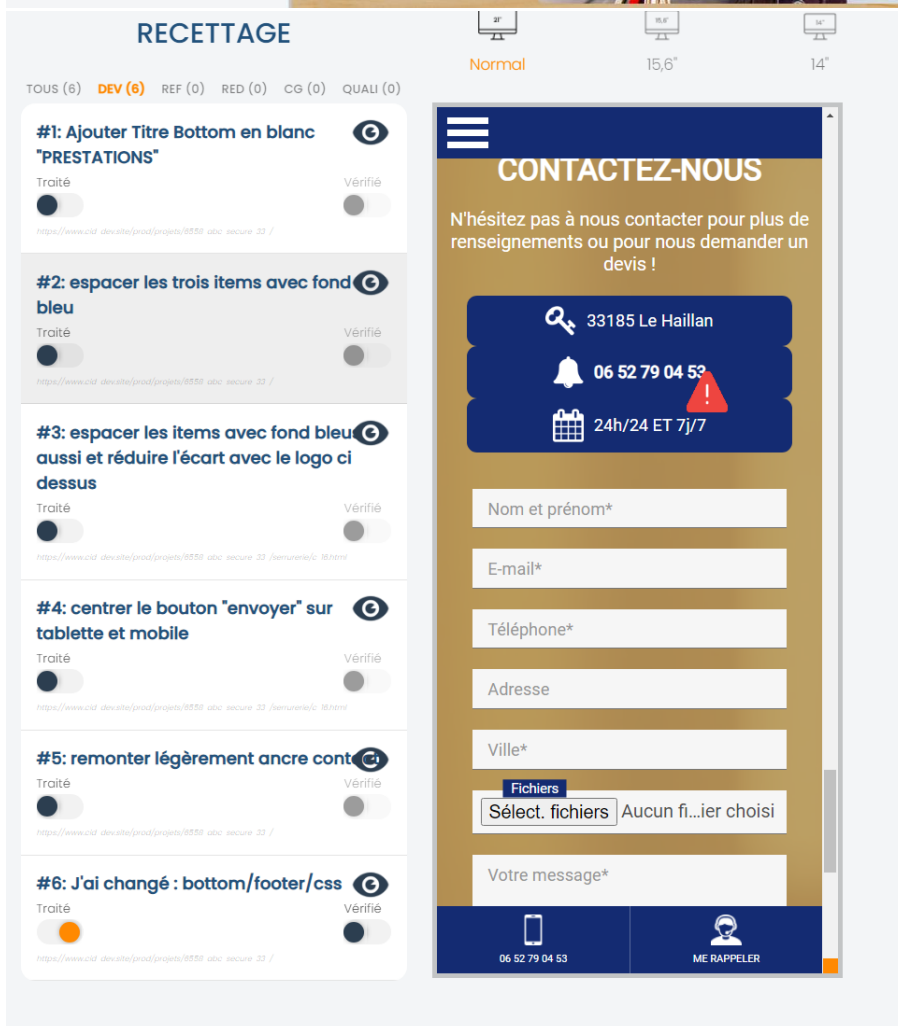 RECETTAGE
TOUS (6) DEV (6) REF (0) RED (0) CG (0) QUALI (0)
#1: Ajouter Titre Bottom en blanc
"PRESTATIONS"
Traité Vérifié
#2: espacer les trois items avec fond
bleu
Traité Vérifié
#3: espacer les items avec fond bleu
aussi et réduire l'écart avec le logo ci
dessus
Traité Vérifié
#4: centrer le bouton "envoyer" sur
tablette et mobile
Traité Vérifié
#5: remonter légèrement ancre cont
Traité Vérifié
#6: J'ai changé : bottom/footer/css
Traité Vérifié
21" 15,6" 14"
Normal 15,6" 14"
CONTACTEZ-NOUS
N'hésitez pas à nous contacter pour plus de
renseignements ou pour nous demander un
devis !
33185 Le Haillan
06 52 79 04 53
24h/24 ET 7j/7
Nom et prénom*
E-mail*
Téléphone*
Adresse
Ville*
Fichiers
Sélect. fichiers Aucun fi...ier choisi
Votre message*
06 52 79 04 53 ME RAPPELER